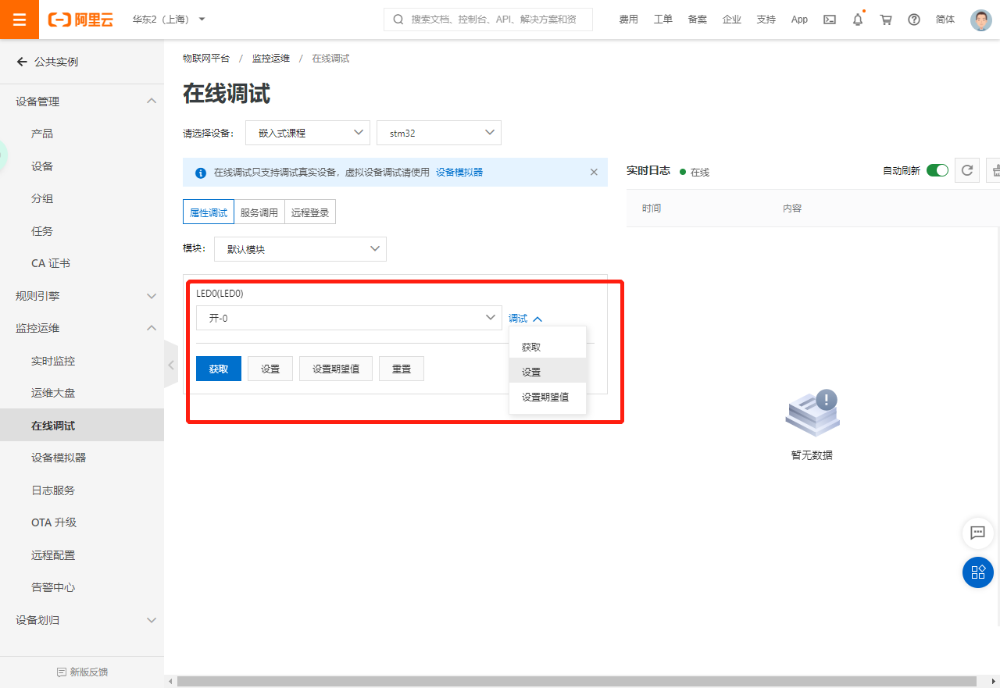 阿里云
华东2（上海）
搜索文档、控制台、API、解决方案和资
费用 工单 备案 企业 支持 App 简体
公共实例
设备管理
产品
设备
分组
任务
CA 证书
规则引擎
监控运维
实时监控
运维大盘
在线调试
设备模拟器
日志服务
OTA 升级
远程配置
告警中心
设备划归
新版反馈
物联网平台 / 监控运维 / 在线调试
在线调试
请选择设备： 嵌入式课程 stm32
在线调试只支持调试真实设备，虚拟设备调试请使用 设备模拟器
属性调试 服务调用 远程登录
模块： 默认模块
LED0(LED0)
开-0 调试
获取
设置
设置期望值
获取 设置 设置期望值 重置
实时日志 在线 自动刷新
时间 内容
暂无数据